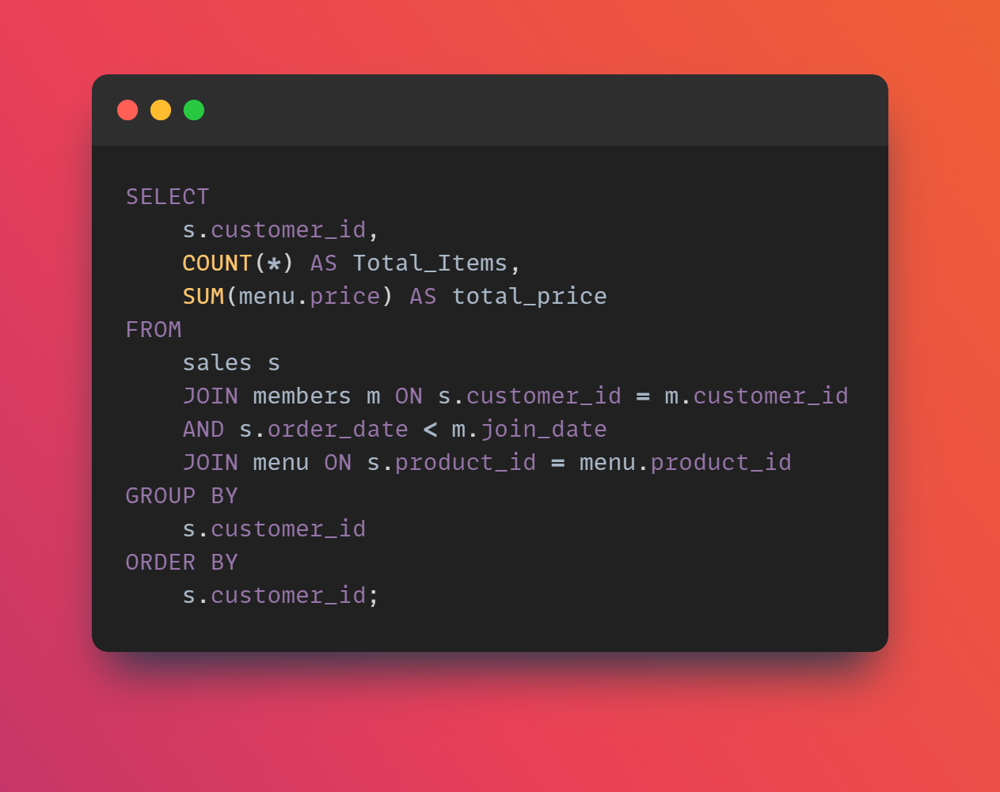 SELECT
    s.customer_id,
    COUNT(*) AS Total_Items,
    SUM(menu.price) AS total_price
FROM
    sales s
    JOIN members m ON s.customer_id = m.customer_id
    AND s.order_date < m.join_date
    JOIN menu ON s.product_id = menu.product_id
GROUP BY
    s.customer_id
ORDER BY
    s.customer_id;